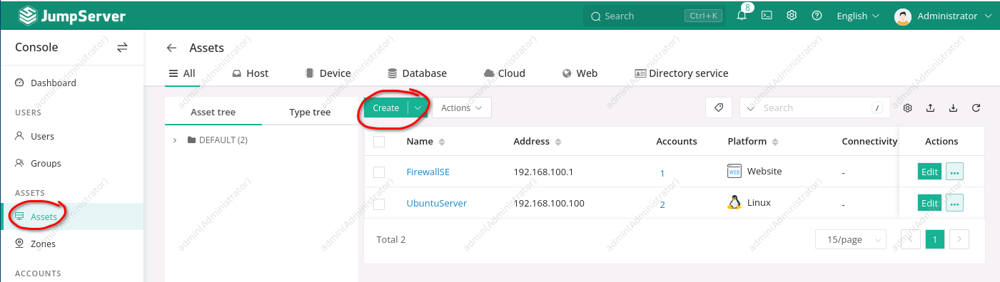 JumpServer
Search Ctrl+K 8 English Administrator
Console
Assets
All Host Device Database Cloud Web Directory service
Dashboard
USERS
Users
Groups
ASSETS
Assets
Zones
ACCOUNTS
Asset tree Type tree
DEFAULT (2)
Create Actions Search /
Name Address Accounts Platform Connectivity Actions
FirewallSE 192.168.100.1 1 WEB Website - Edit ...
UbuntuServer 192.168.100.100 2 Linux - Edit ...
Total 2 15/page 1
admin(Administrator)